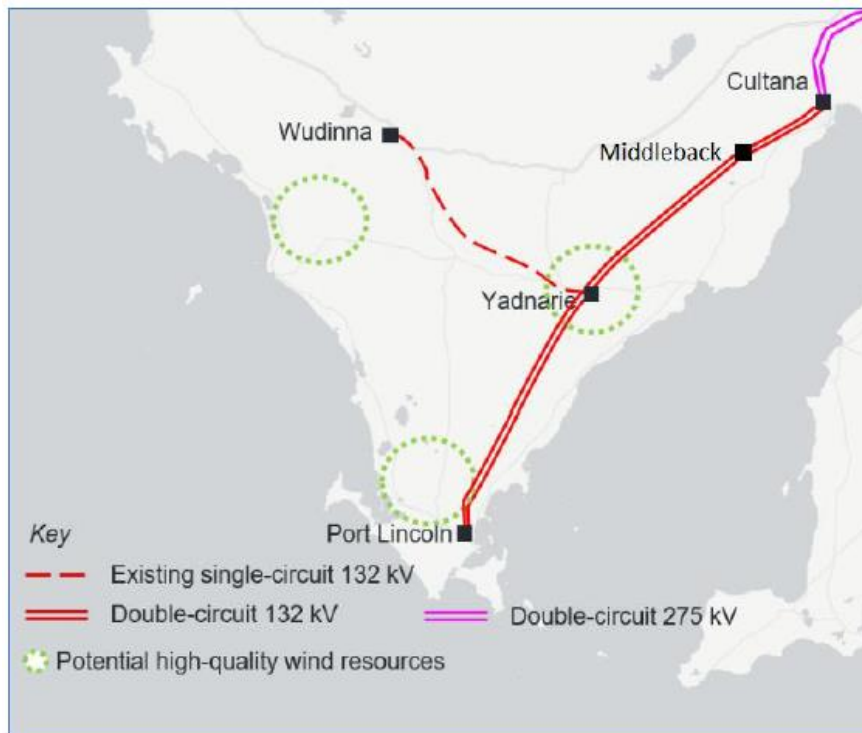 Cultana
Wudinna
Middleback
Yadnarie
Port Lincoln
Key
Existing single-circuit 132 kV
Double-circuit 132 kV
Double-circuit 275 kV
Potential high-quality wind resources